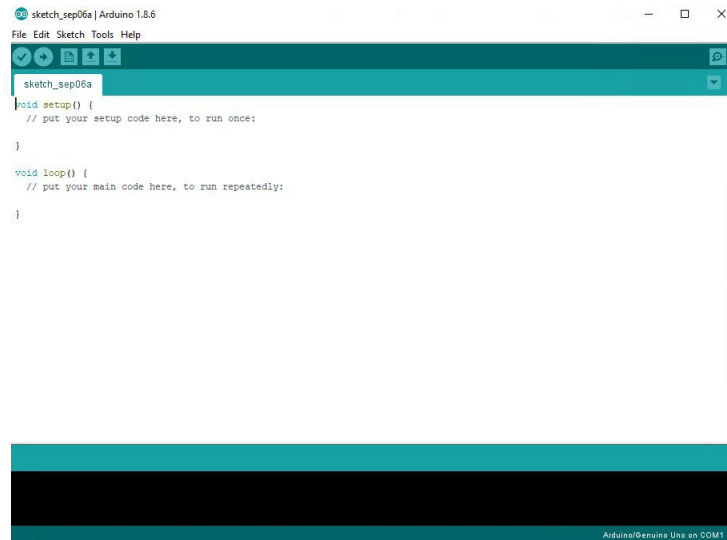 sketch_sep06a | Arduino 1.8.6
File Edit Sketch Tools Help
sketch_sep06a
void setup() {
// put your setup code here, to run once:
}
void loop() {
// put your main code here, to run repeatedly:
}
Arduino/Genuino Uno on COM1